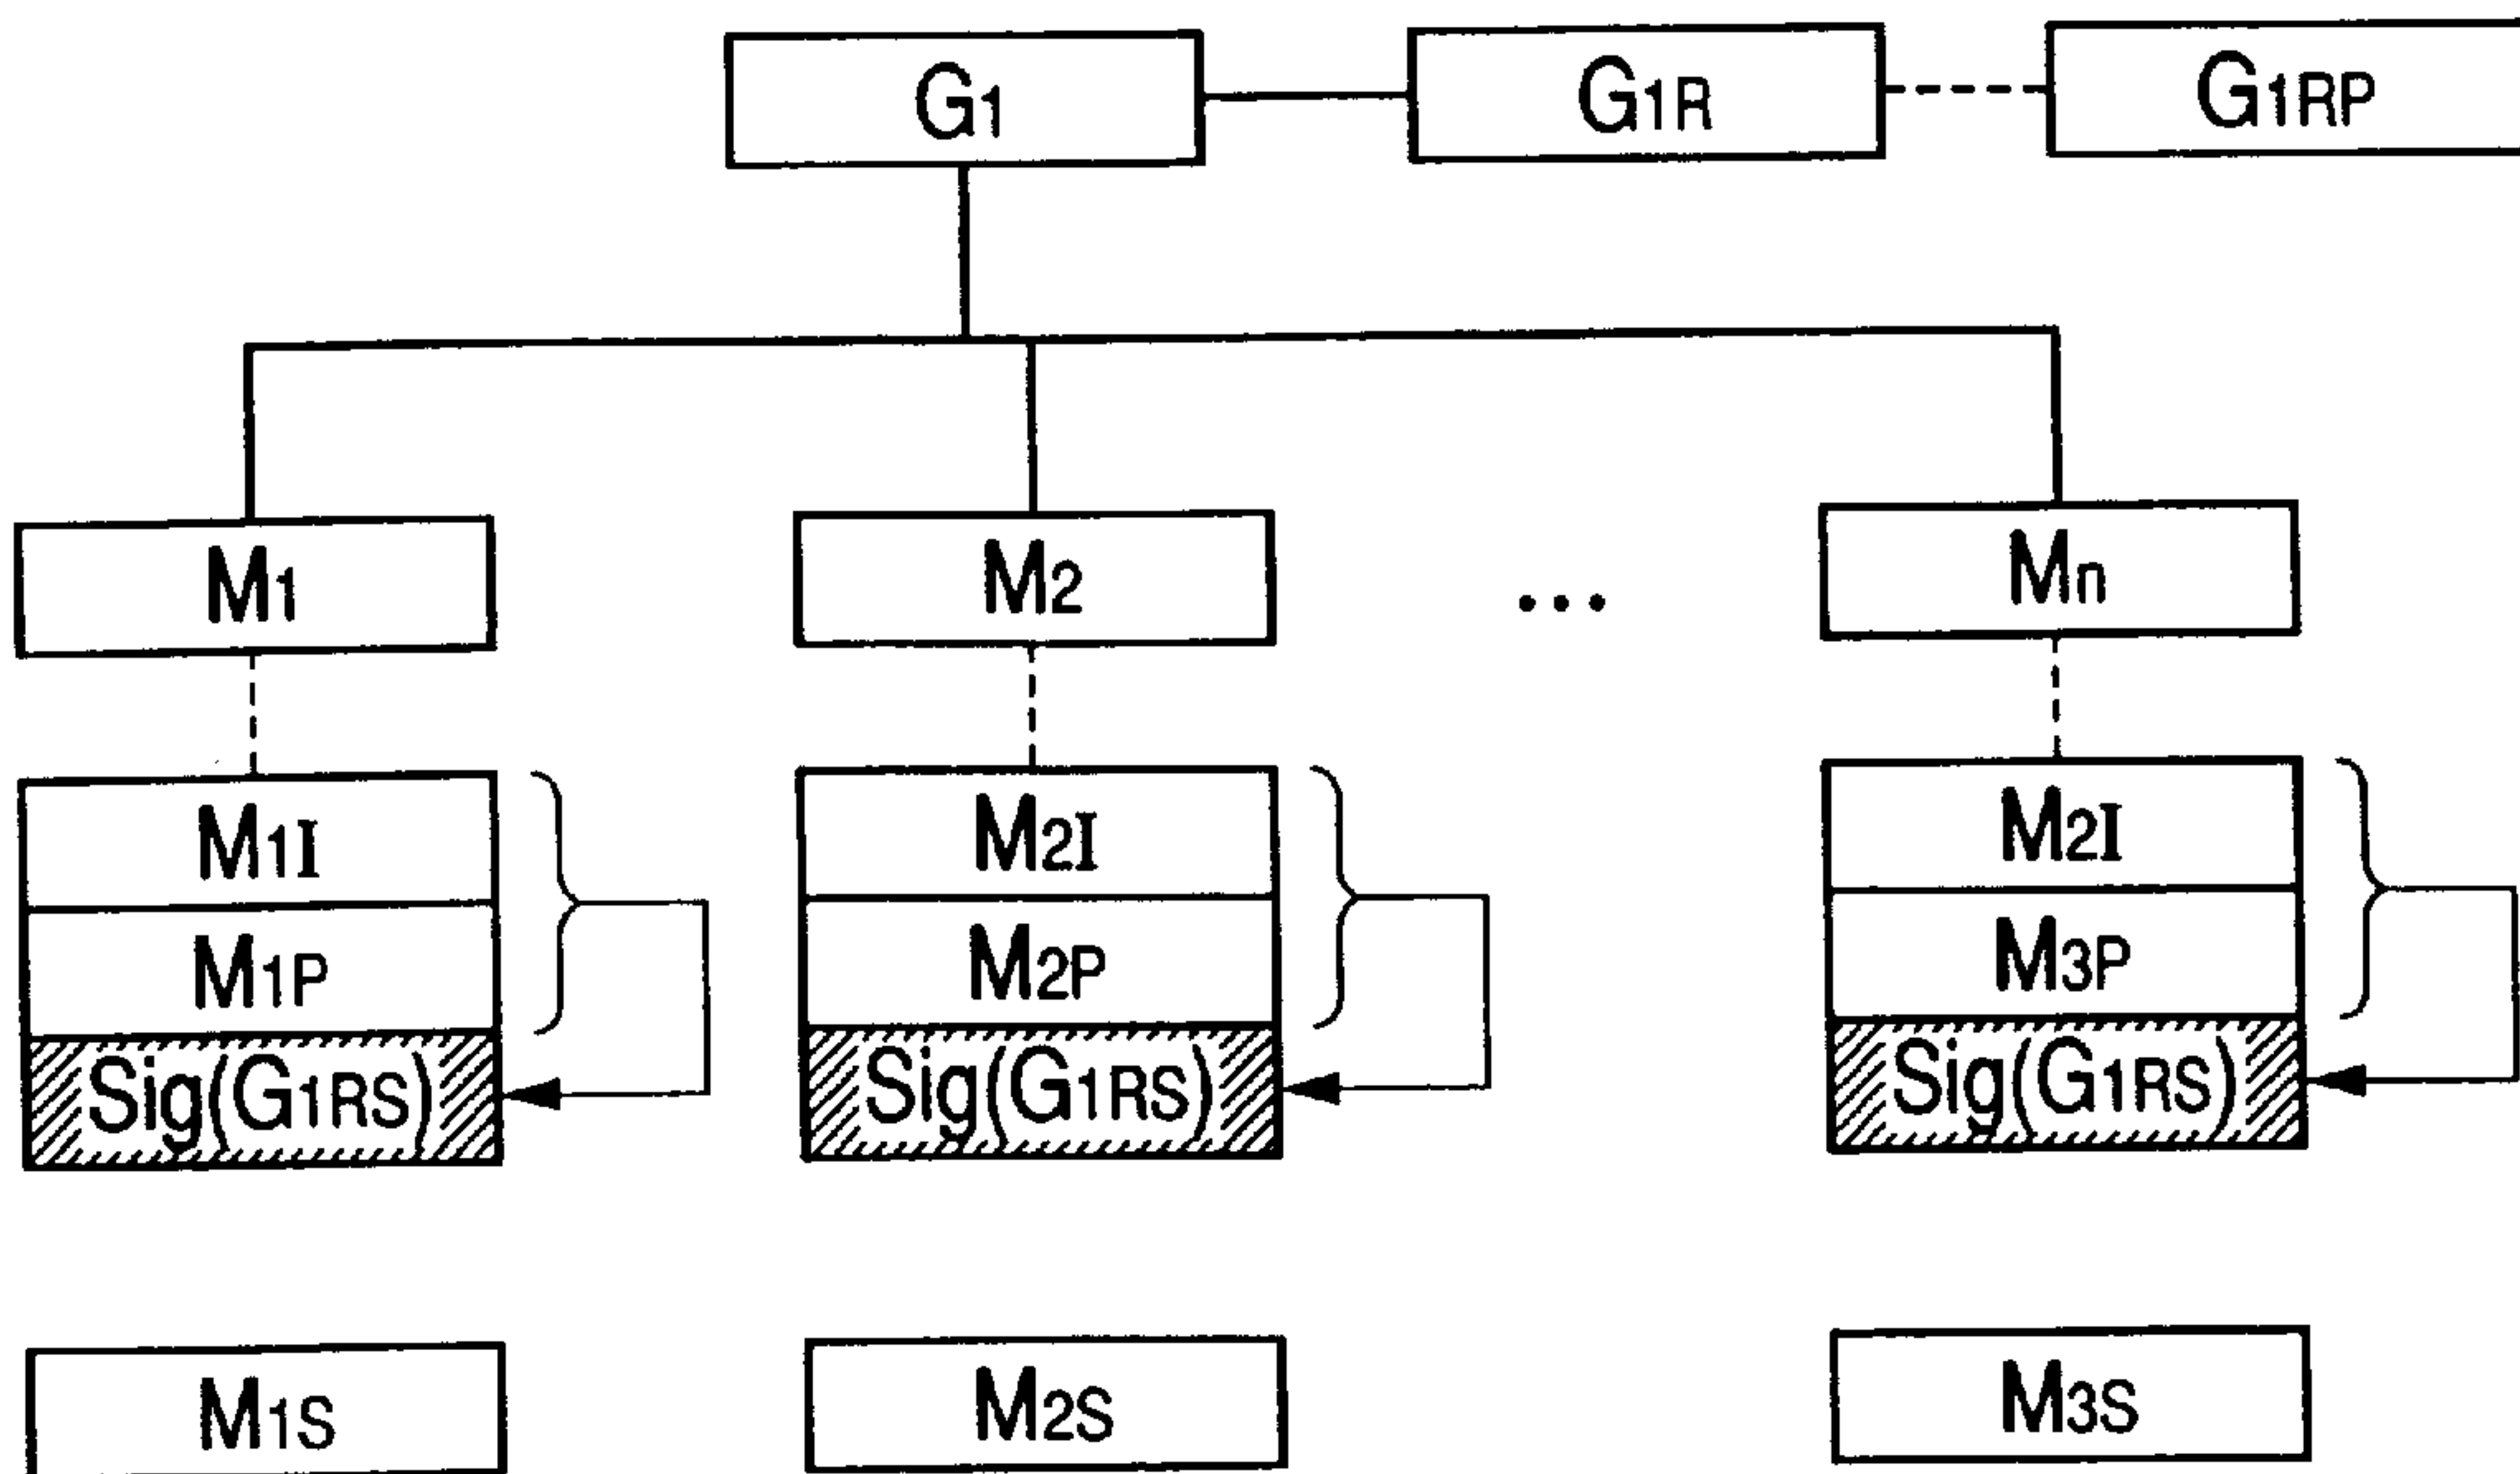 G1 G1R G1RP
M1 M2 ... Mn
M1I M2I M2I
M1P M2P M3P
Sig(G1RS) Sig(G1RS) Sig(G1RS)
M1S M2S M3S